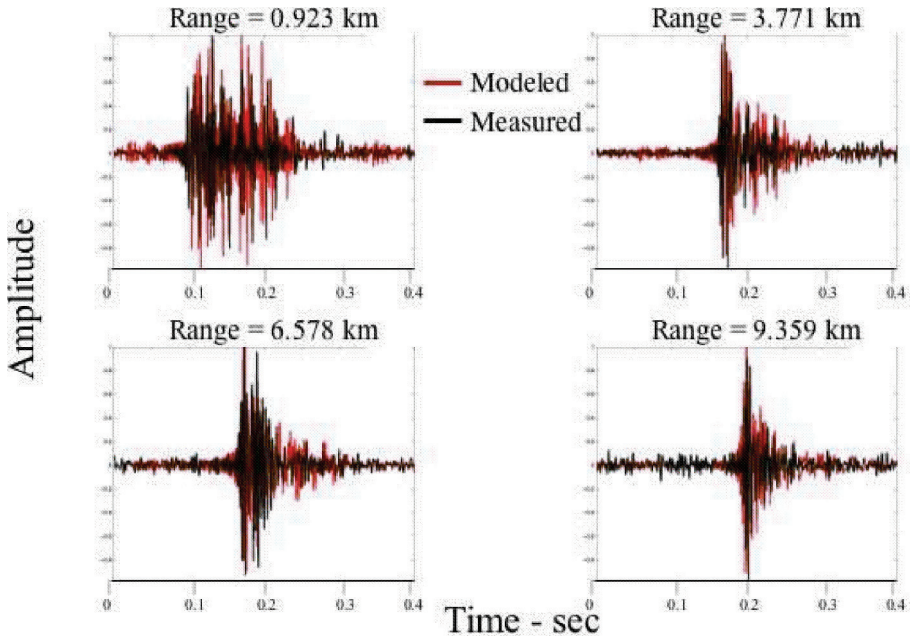 Range = 0.923 km
Range = 3.771 km
Modeled
Measured
0 0.1 0.2 0.3 0.4
0 0.1 0.2 0.3 0.4
Amplitude
Range = 6.578 km
Range = 9.359 km
0 0.1 0.2 0.3 0.4
0 0.1 0.2 0.3 0.4
Time - sec